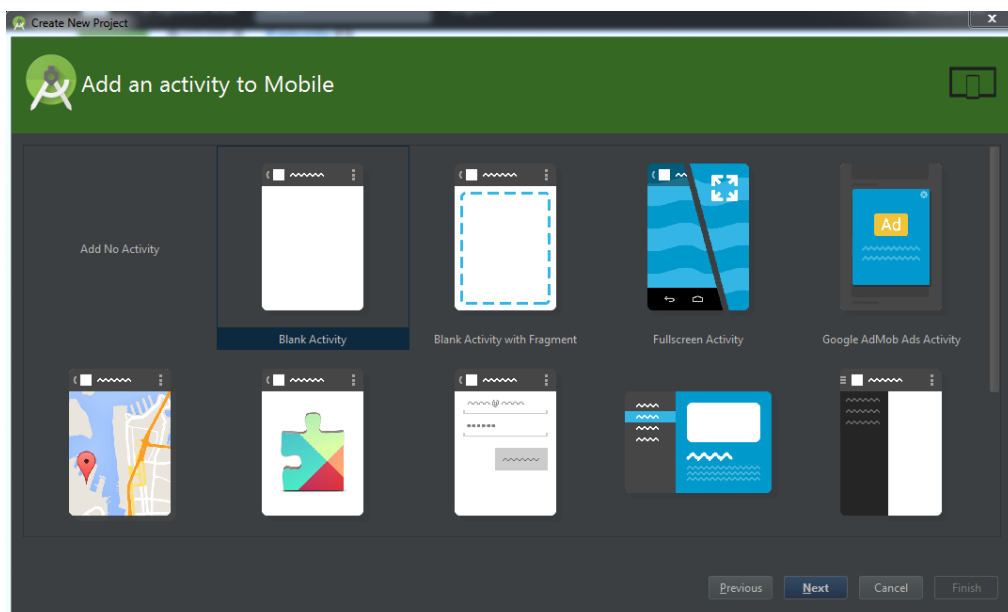 Create New Project
x
Add an activity to Mobile
Add No Activity
Ad
Blank Activity
Blank Activity with Fragment
Fullscreen Activity
Google AdMob Ads Activity
@
Previous
Next
Cancel
Finish